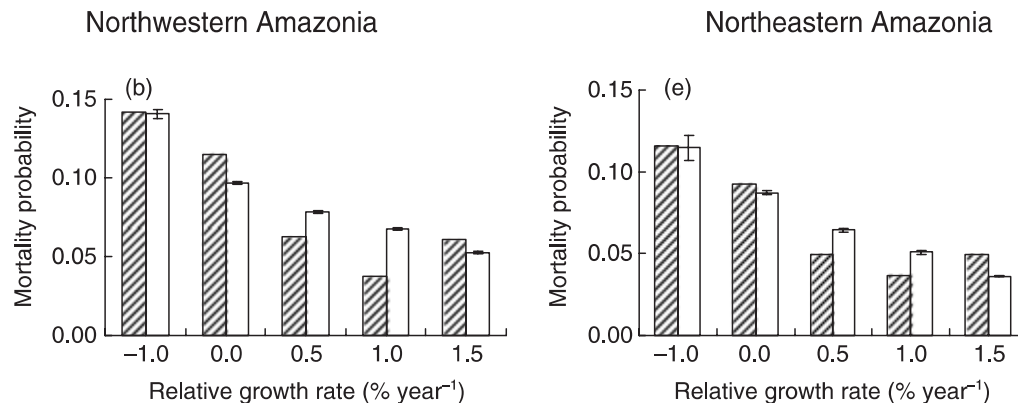 Northwestern Amazonia
Northeastern Amazonia
(b)
Mortality probability
0.15
0.10
0.05
0.00
–1.0 0.0 0.5 1.0 1.5
Relative growth rate (% year⁻¹)
(e)
Mortality probability
0.15
0.10
0.05
0.00
–1.0 0.0 0.5 1.0 1.5
Relative growth rate (% year⁻¹)